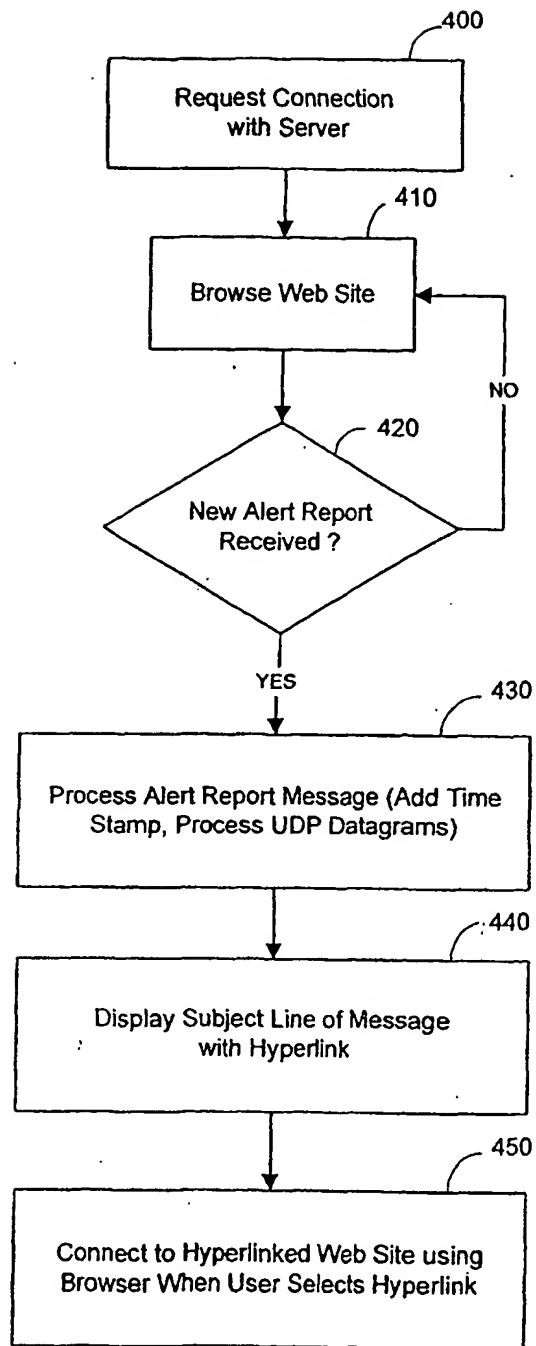 400
Request Connection
with Server
410
Browse Web Site
NO
420
New Alert Report
Received ?
YES
430
Process Alert Report Message (Add Time
Stamp, Process UDP Datagrams)
440
Display Subject Line of Message
with Hyperlink
450
Connect to Hyperlinked Web Site using
Browser When User Selects Hyperlink